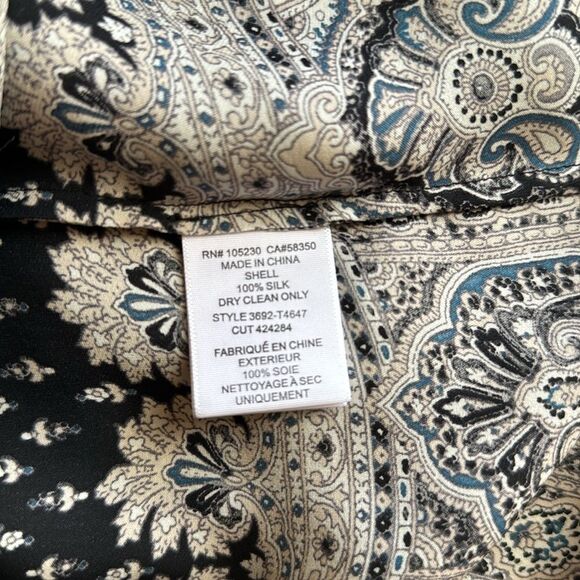 RN# 105230 CA#58350
MADE IN CHINA
SHELL
100% SILK
DRY CLEAN ONLY
STYLE 3692-T4647
CUT 424284
FABRIQUÉ EN CHINE
EXTERIEUR
100% SOIE
NETTOYAGE À SEC
UNIQUEMENT